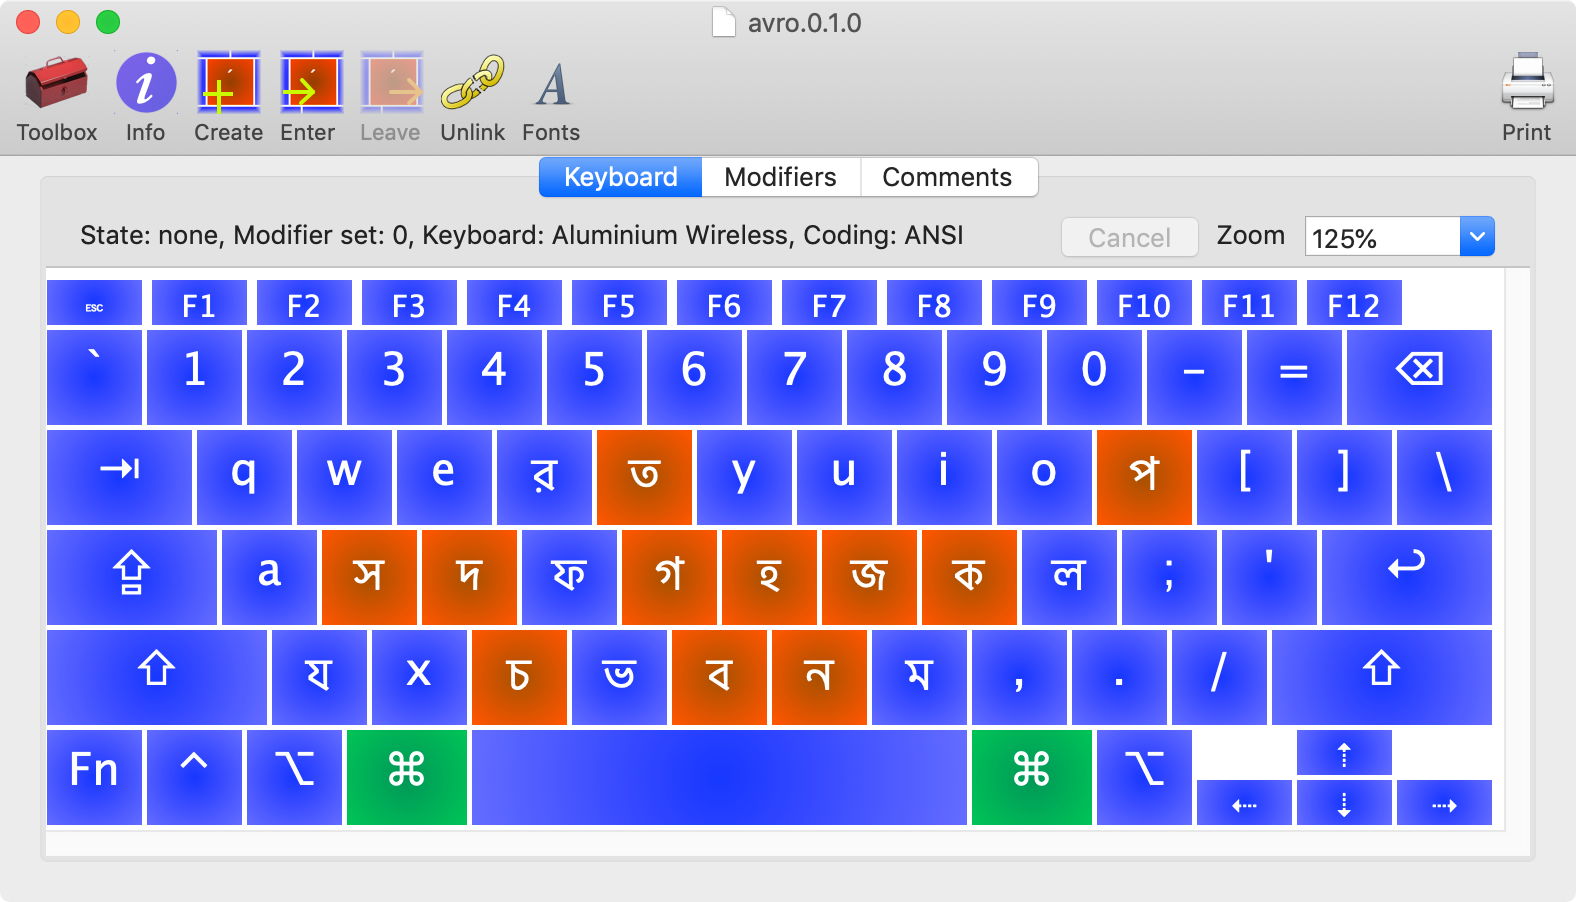 avro.0.1.0
Toolbox Info Create Enter Leave Unlink Fonts Print
Keyboard Modifiers Comments
State: none, Modifier set: 0, Keyboard: Aluminium Wireless, Coding: ANSI Cancel Zoom 125%
ESC F1 F2 F3 F4 F5 F6 F7 F8 F9 F10 F11 F12
` 1 2 3 4 5 6 7 8 9 0 - = ⌫
⇥ q w e র ত y u i o প [ ] \
⇪ a স দ ফ গ হ জ ক ল ; ' ↩
⇧ য x চ ভ ব ন ম , . / ⇧
Fn ^ ⌥ ⌘ ⌘ ⌥ ⇡
⇠ ⇣ ⇢